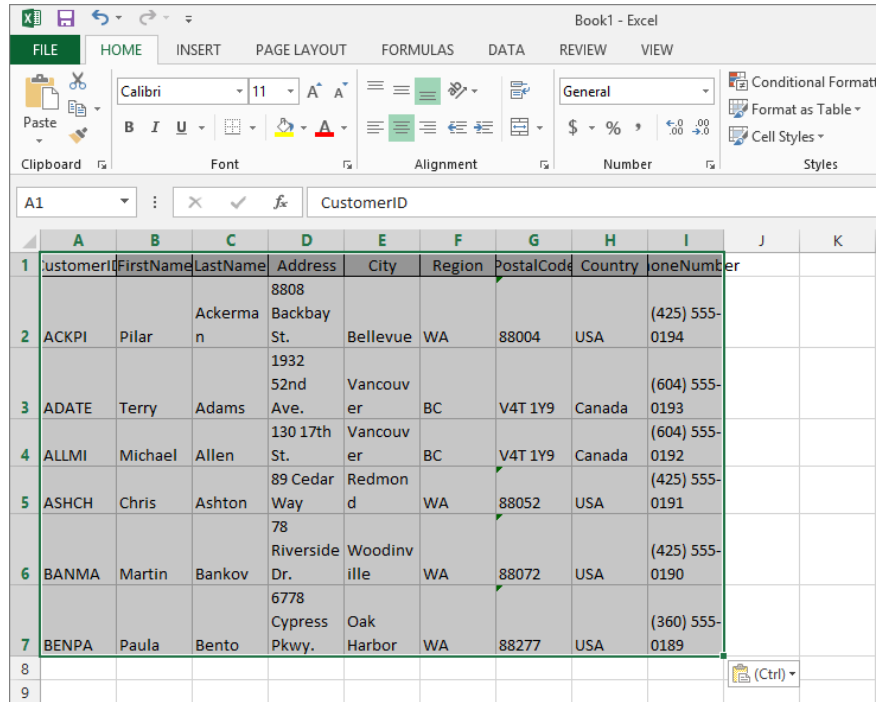 Book1 - Excel
FILE HOME INSERT PAGE LAYOUT FORMULAS DATA REVIEW VIEW
Calibri 11 General Conditional Formatt
Paste Format as Table
B I U $ % , Cell Styles
Clipboard Font Alignment Number Styles
A1 fx CustomerID
A B C D E F G H I J K
1 CustomerID FirstName LastName Address City Region PostalCode Country honeNumber
8808
Ackerma Backbay (425) 555-
2 ACKPI Pilar n St. Bellevue WA 88004 USA 0194
1932
52nd Vancouv (604) 555-
3 ADATE Terry Adams Ave. er BC V4T 1Y9 Canada 0193
130 17th Vancouv (604) 555-
4 ALLMI Michael Allen St. er BC V4T 1Y9 Canada 0192
89 Cedar Redmon (425) 555-
5 ASHCH Chris Ashton Way d WA 88052 USA 0191
78
Riverside Woodinv (425) 555-
6 BANMA Martin Bankov Dr. ille WA 88072 USA 0190
6778
Cypress Oak (360) 555-
7 BENPA Paula Bento Pkwy. Harbor WA 88277 USA 0189
8 (Ctrl)
9